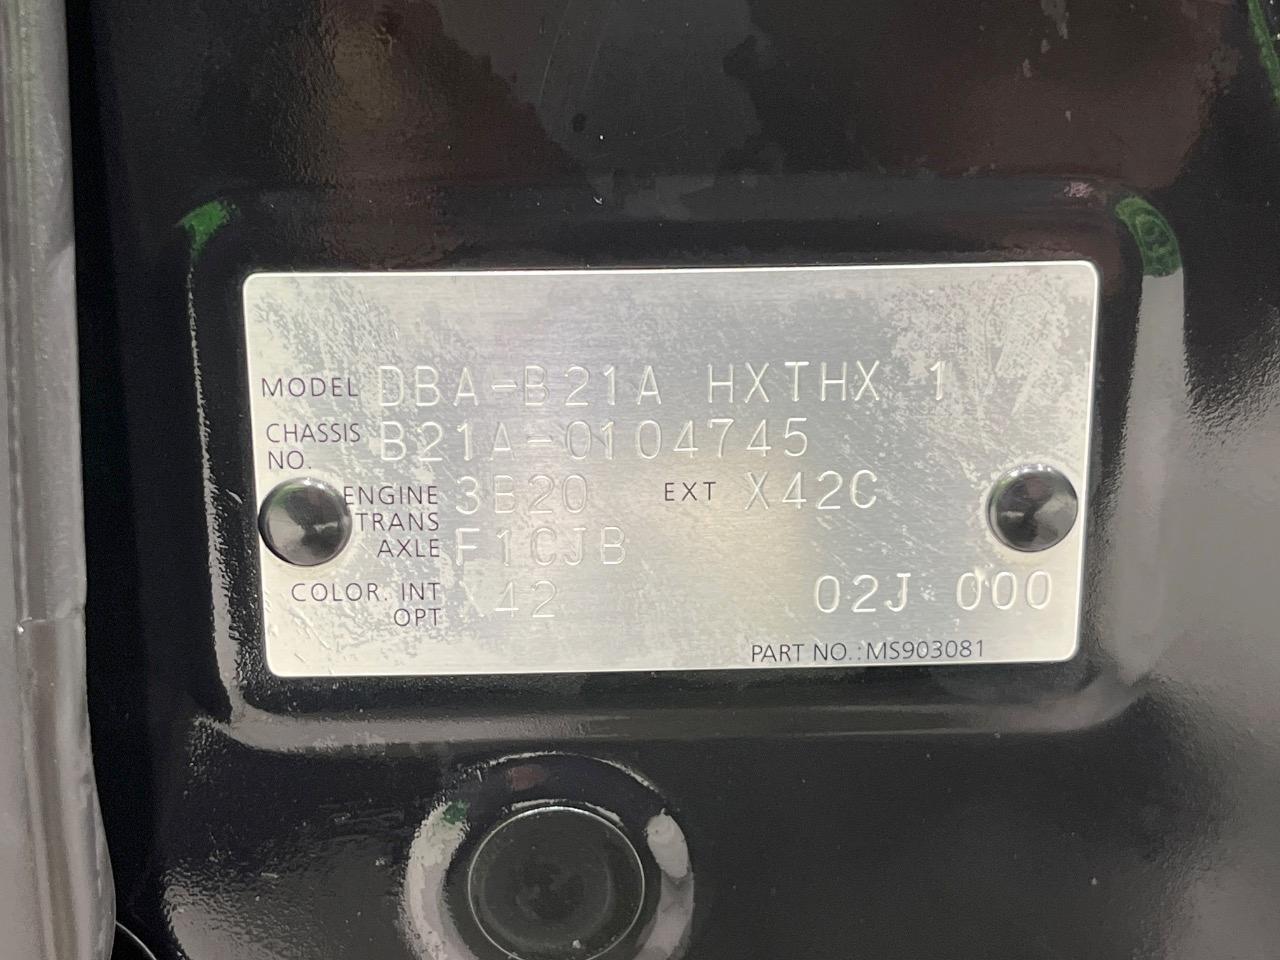 MODEL DBA-B21A HXTHX 1
CHASSIS NO. B21A-0104745
ENGINE 3B20 EXT X42C
TRANS AXLE F1CJB
COLOR. INT OPT X42 02J 000
PART NO.:MS903081